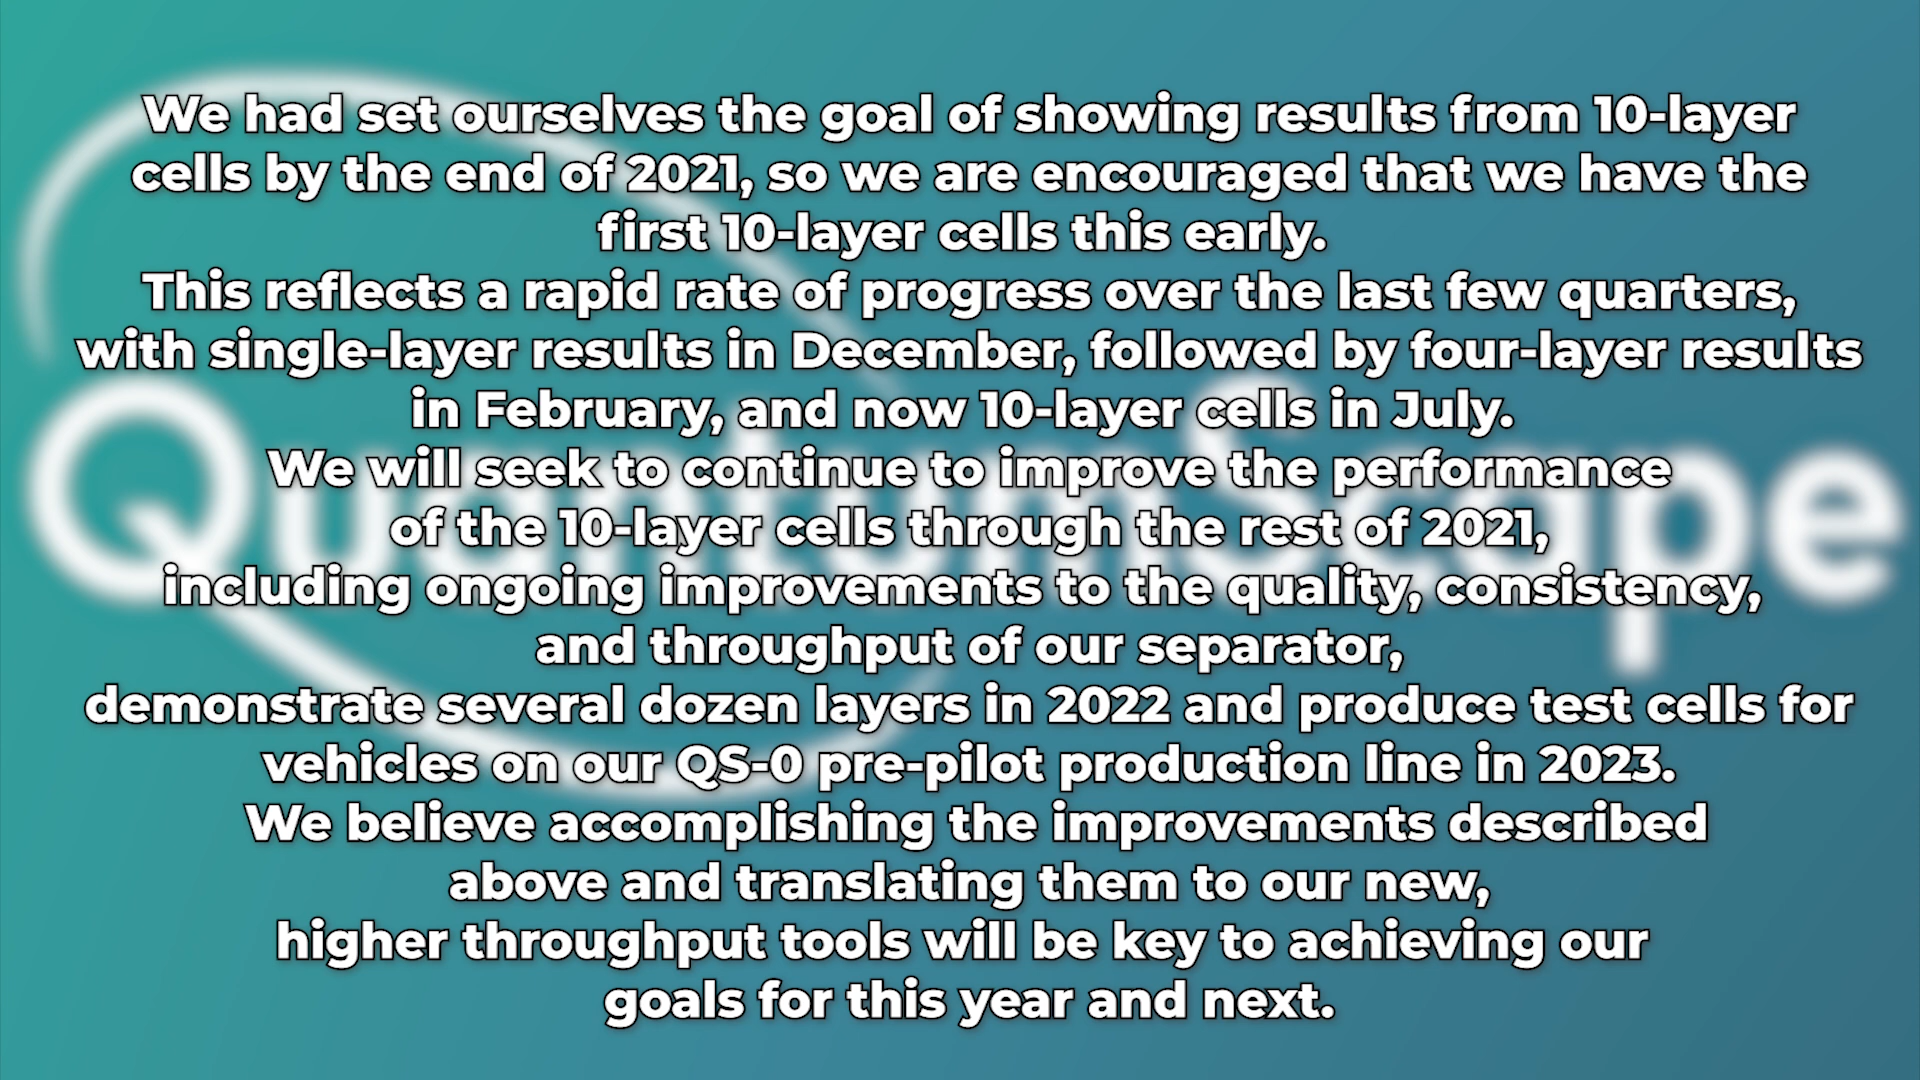 We had set ourselves the goal of showing results from 10-layer
cells by the end of 2021, so we are encouraged that we have the
first 10-layer cells this early.
This reflects a rapid rate of progress over the last few quarters,
with single-layer results in December, followed by four-layer results
in February, and now 10-layer cells in July.
We will seek to continue to improve the performance
of the 10-layer cells through the rest of 2021,
including ongoing improvements to the quality, consistency,
and throughput of our separator,
demonstrate several dozen layers in 2022 and produce test cells for
vehicles on our QS-0 pre-pilot production line in 2023.
We believe accomplishing the improvements described
above and translating them to our new,
higher throughput tools will be key to achieving our
goals for this year and next.
QuantumScape